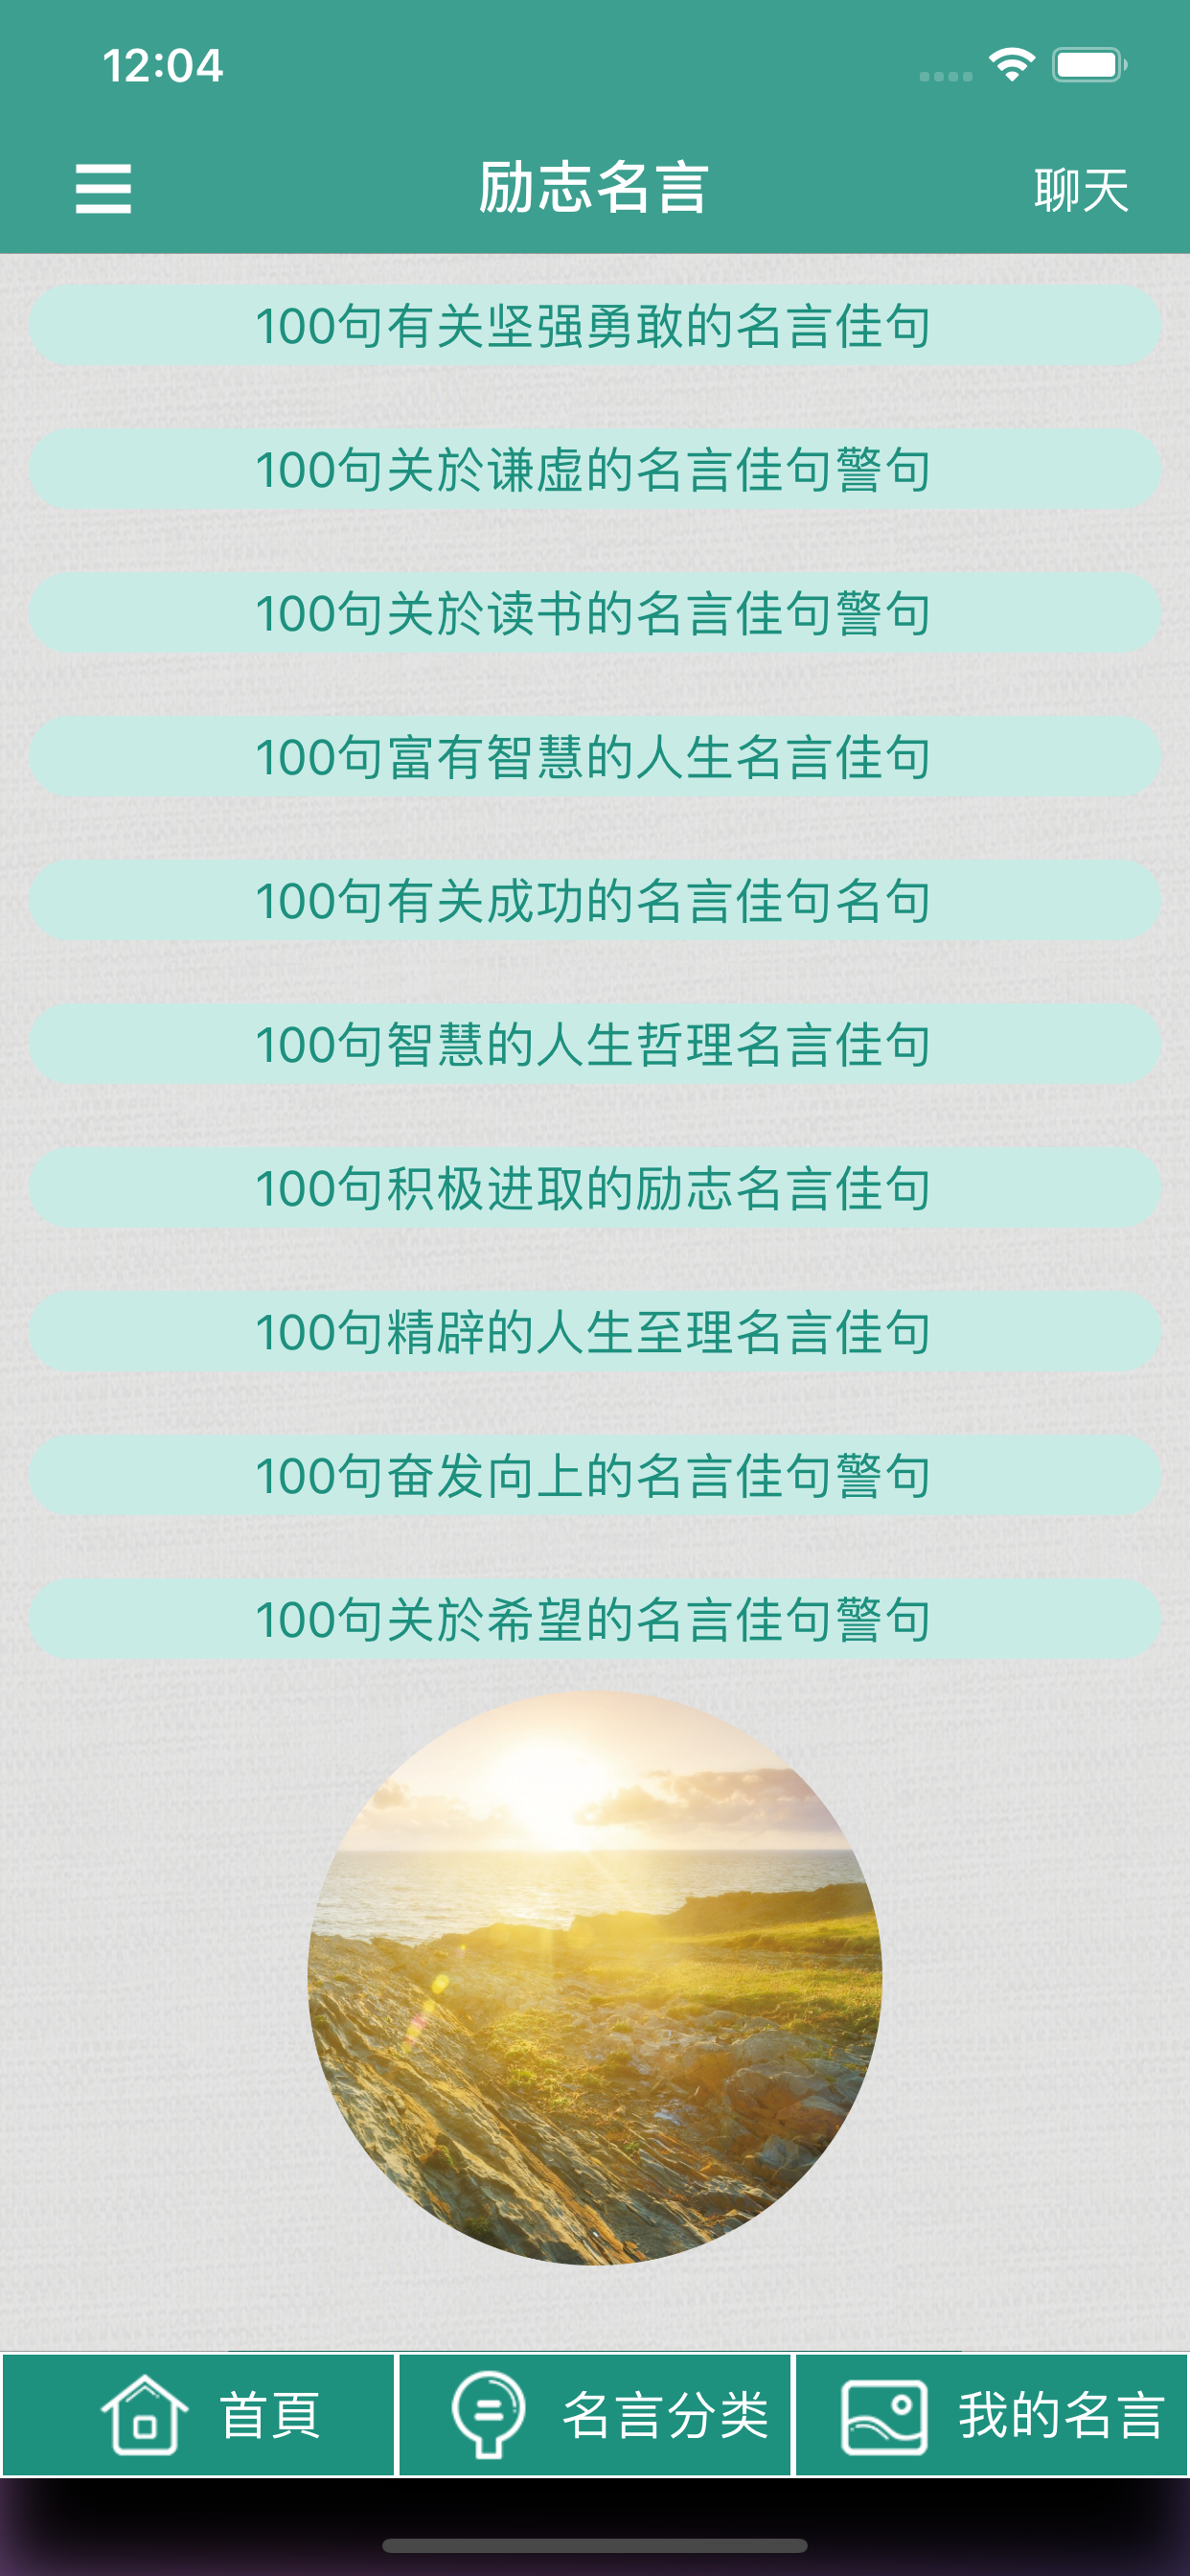 12:04
励志名言
聊天
100句有关坚强勇敢的名言佳句
100句关於谦虚的名言佳句警句
100句关於读书的名言佳句警句
100句富有智慧的人生名言佳句
100句有关成功的名言佳句名句
100句智慧的人生哲理名言佳句
100句积极进取的励志名言佳句
100句精辟的人生至理名言佳句
100句奋发向上的名言佳句警句
100句关於希望的名言佳句警句
首頁
名言分类
我的名言